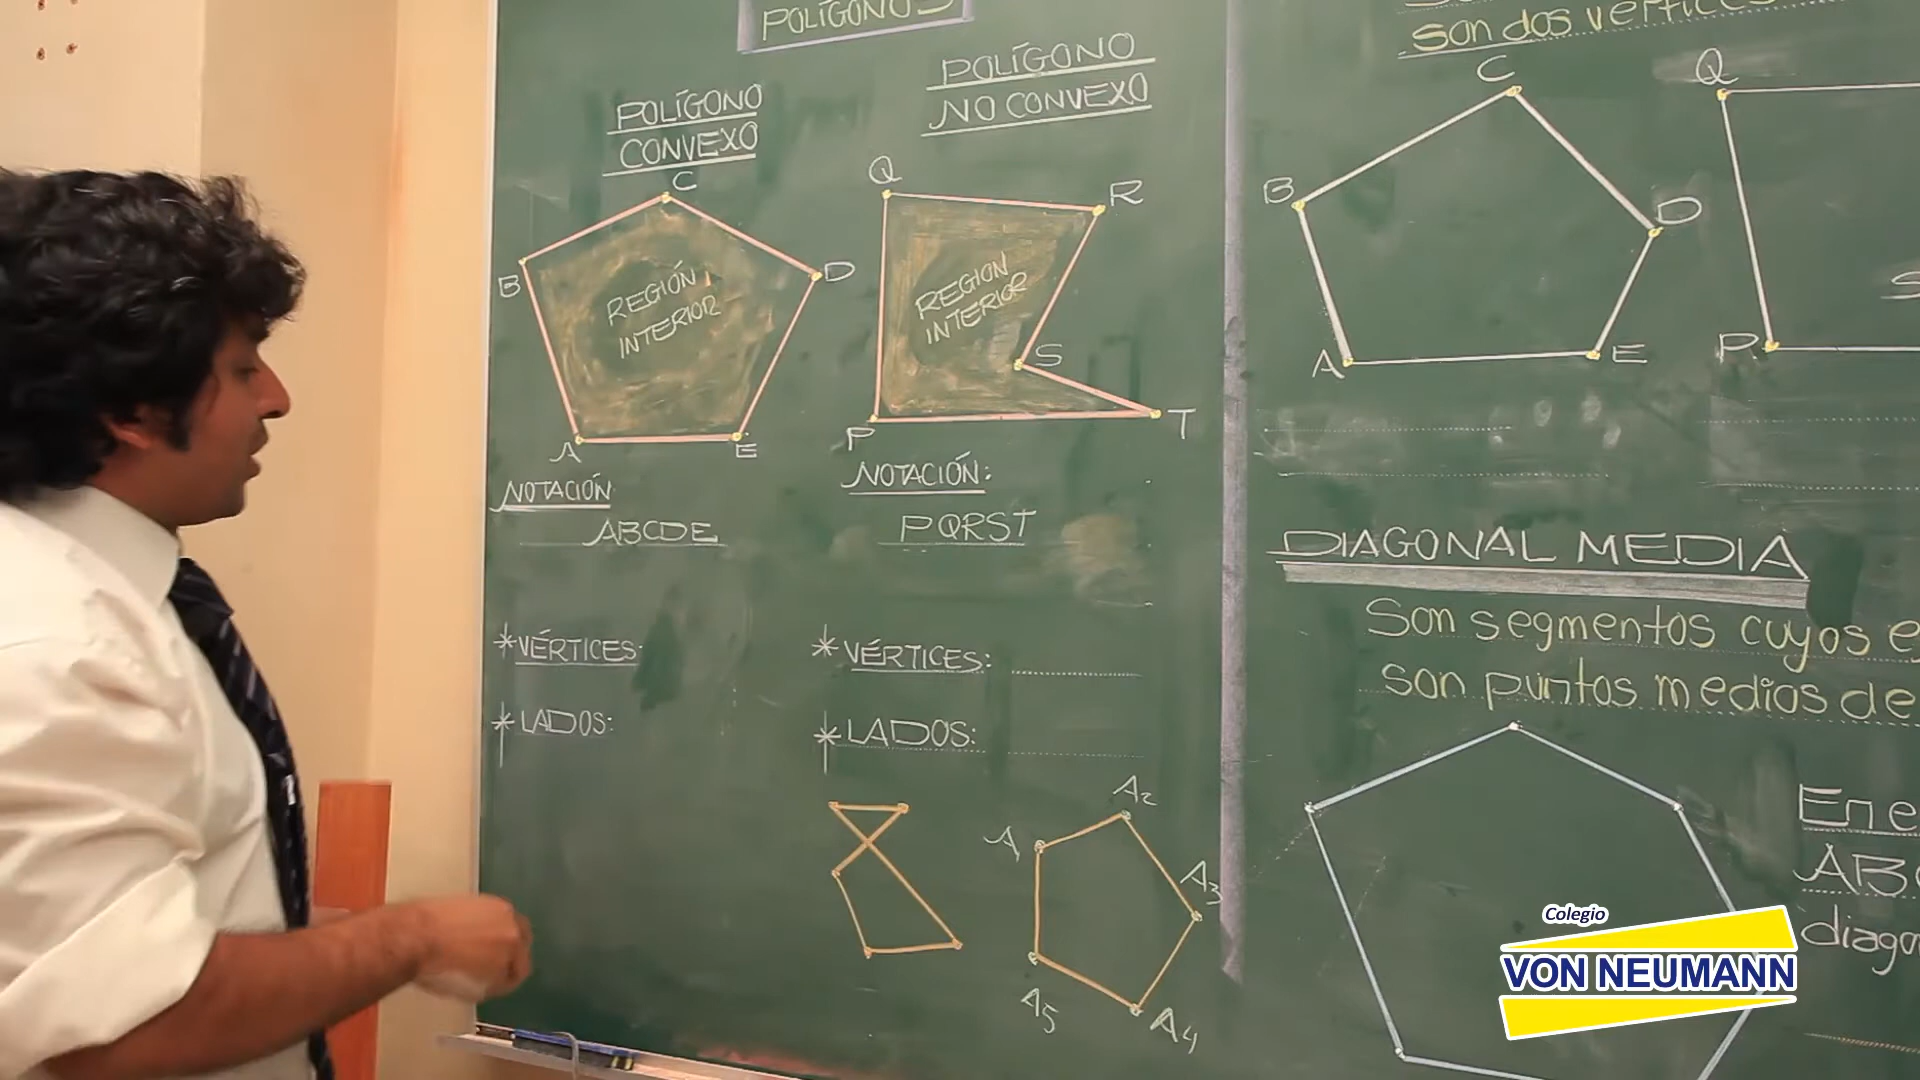 POLÍGONOS
POLÍGONO
CONVEXO
C
B
D
REGIÓN
INTERIOR
A
E
NOTACIÓN
ABCDE
*VÉRTICES:
*LADOS:
POLÍGONO
NO CONVEXO
Q
R
REGION
INTERIOR
S
P
T
NOTACIÓN:
PQRST
*VÉRTICES:
*LADOS:
A1
A2
A3
A4
A5
son dos vértices
C
B
D
A
E
Q
P
S
DIAGONAL MEDIA
Son segmentos cuyos e
son puntos medios de
En e
ABC
diago
Colegio
VON NEUMANN